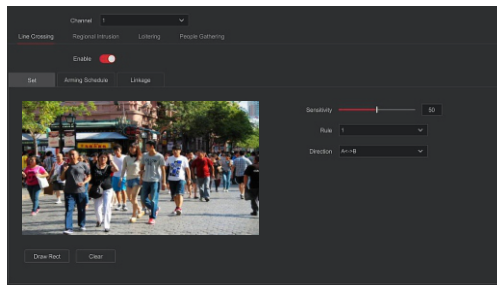 Channel 1
Line Crossing Regional Intrusion Loitering People Gathering
Enable
Set Arming Schedule Linkage
Sensitivity 50
Rule 1
Direction A<->B
Draw Rect Clear